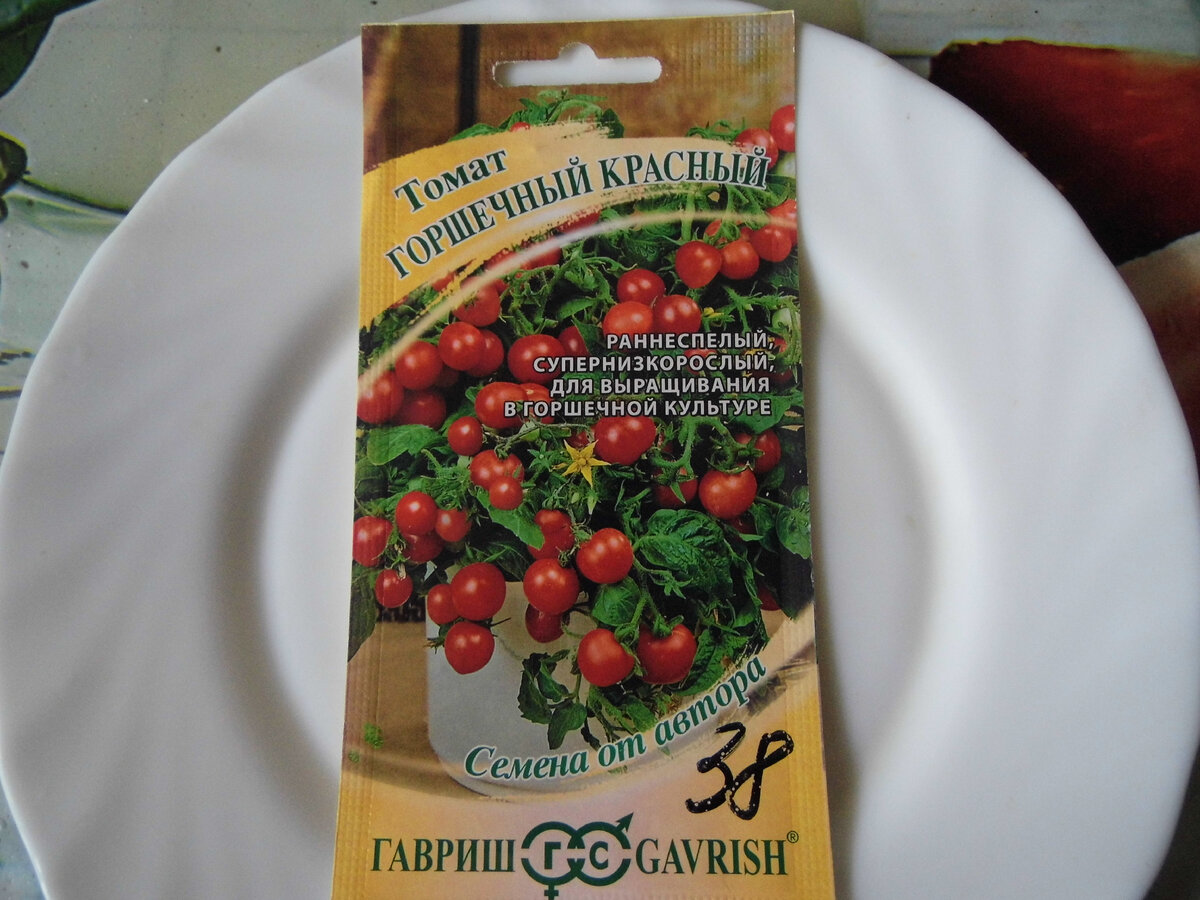 Томат
ГОРШЕЧНЫЙ КРАСНЫЙ
РАННЕСПЕЛЫЙ,
СУПЕРНИЗКОРОСЛЫЙ,
ДЛЯ ВЫРАЩИВАНИЯ
В ГОРШЕЧНОЙ КУЛЬТУРЕ
Семена от автора
38
ГАВРИШ ГС GAVRISH®